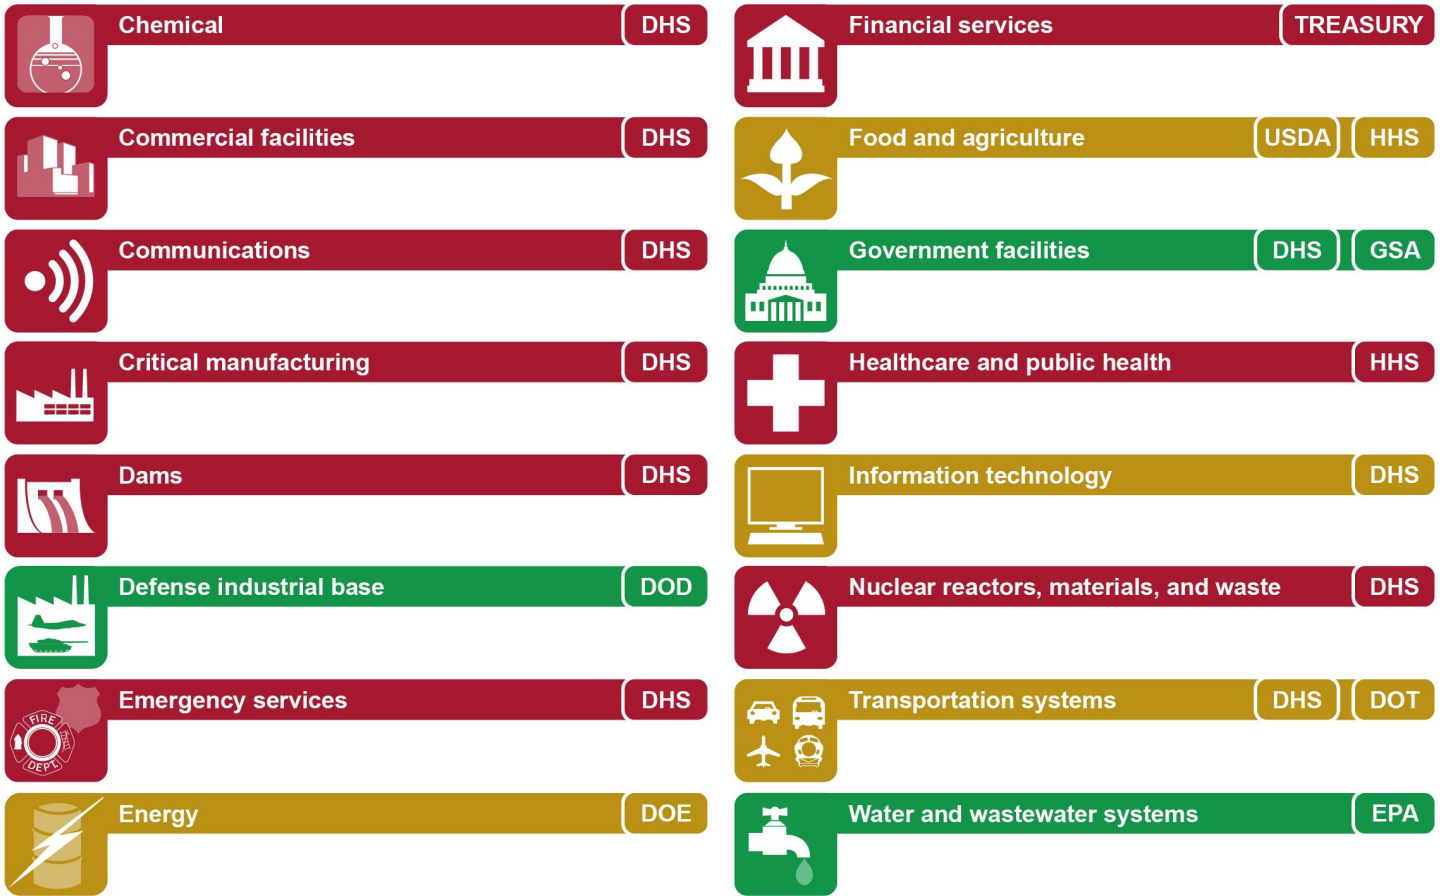 Chemical DHS
Commercial facilities DHS
Communications DHS
Critical manufacturing DHS
Dams DHS
Defense industrial base DOD
FIRE
DEPT.
Emergency services DHS
Energy DOE
Financial services TREASURY
Food and agriculture USDA HHS
Government facilities DHS GSA
Healthcare and public health HHS
Information technology DHS
Nuclear reactors, materials, and waste DHS
Transportation systems DHS DOT
Water and wastewater systems EPA